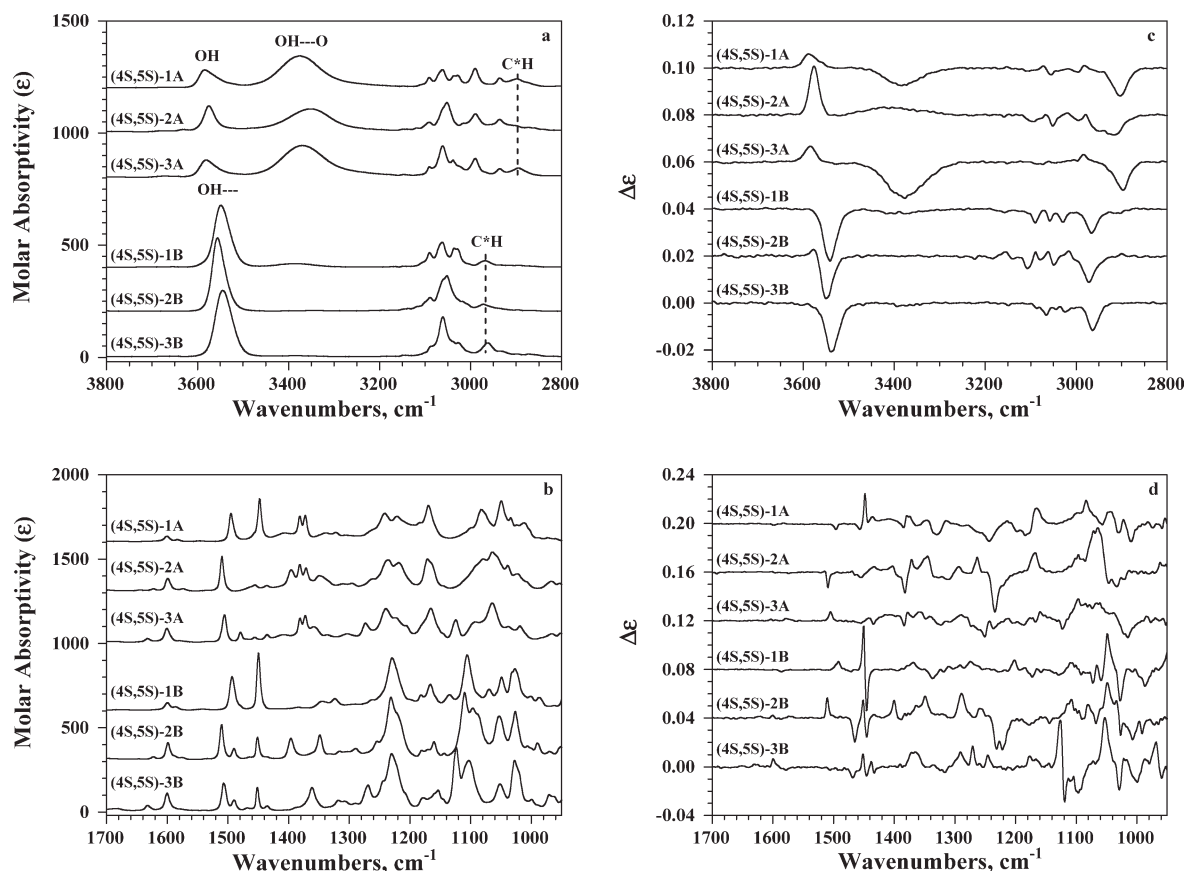 a
1500
OH
OH---O
C*H
(4S,5S)-1A
(4S,5S)-2A
1000
(4S,5S)-3A
OH---
(4S,5S)-1B
C*H
500
(4S,5S)-2B
(4S,5S)-3B
0
3800 3600 3400 3200 3000 2800
Wavenumbers, cm-1
Molar Absorptivity (ε)
c
0.12
(4S,5S)-1A
0.10
(4S,5S)-2A
0.08
(4S,5S)-3A
0.06
(4S,5S)-1B
0.04
(4S,5S)-2B
0.02
(4S,5S)-3B
0.00
-0.02
3800 3600 3400 3200 3000 2800
Wavenumbers, cm-1
Δε
b
2000
(4S,5S)-1A
1500
(4S,5S)-2A
(4S,5S)-3A
1000
(4S,5S)-1B
500
(4S,5S)-2B
(4S,5S)-3B
0
1700 1600 1500 1400 1300 1200 1100 1000
Wavenumbers, cm-1
Molar Absorptivity (ε)
d
0.24
(4S,5S)-1A
0.20
(4S,5S)-2A
0.16
(4S,5S)-3A
0.12
(4S,5S)-1B
0.08
(4S,5S)-2B
0.04
(4S,5S)-3B
0.00
-0.04
1700 1600 1500 1400 1300 1200 1100 1000
Wavenumbers, cm-1
Δε